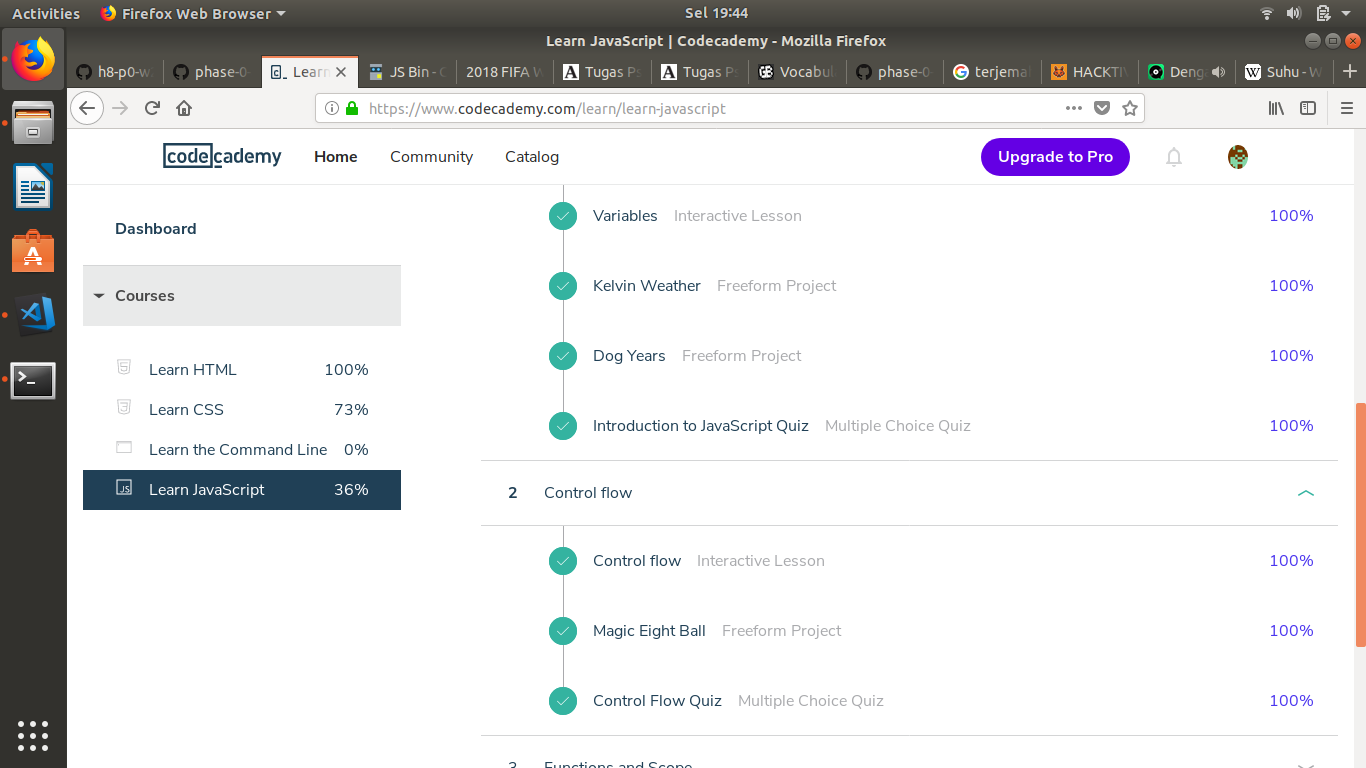 Activities Firefox Web Browser Sel 19:44
Learn JavaScript | Codecademy - Mozilla Firefox
h8-p0-w phase-0- Learn JS Bin - C 2018 FIFA W Tugas Ps Tugas Ps Vocabul phase-0- terjema HACKTIV Denga Suhu - W
https://www.codecademy.com/learn/learn-javascript
codecademy Home Community Catalog Upgrade to Pro
Dashboard
Courses
Learn HTML 100%
Learn CSS 73%
Learn the Command Line 0%
JS Learn JavaScript 36%
Variables Interactive Lesson 100%
Kelvin Weather Freeform Project 100%
Dog Years Freeform Project 100%
Introduction to JavaScript Quiz Multiple Choice Quiz 100%
2 Control flow
Control flow Interactive Lesson 100%
Magic Eight Ball Freeform Project 100%
Control Flow Quiz Multiple Choice Quiz 100%
3 Functions and Scope